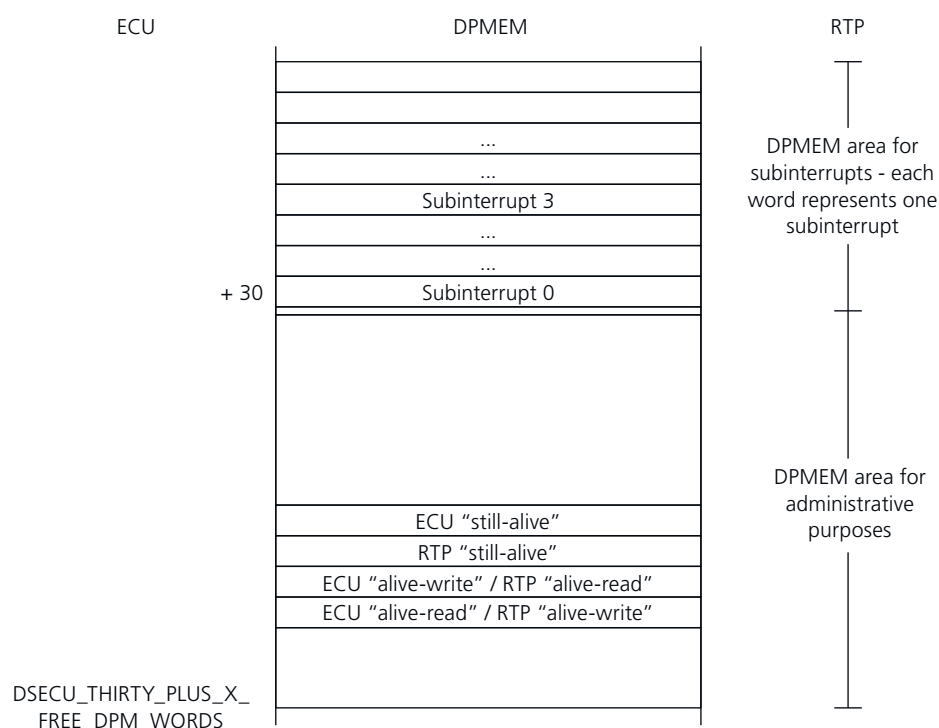 ECU
DPMEM
RTP
...
...
Subinterrupt 3
...
...
+ 30
Subinterrupt 0
DPMEM area for
subinterrupts - each
word represents one
subinterrupt
ECU “still-alive”
RTP “still-alive”
ECU “alive-write” / RTP “alive-read”
ECU “alive-read” / RTP “alive-write”
DPMEM area for
administrative
purposes
DSECU_THIRTY_PLUS_X_
FREE_DPM_WORDS